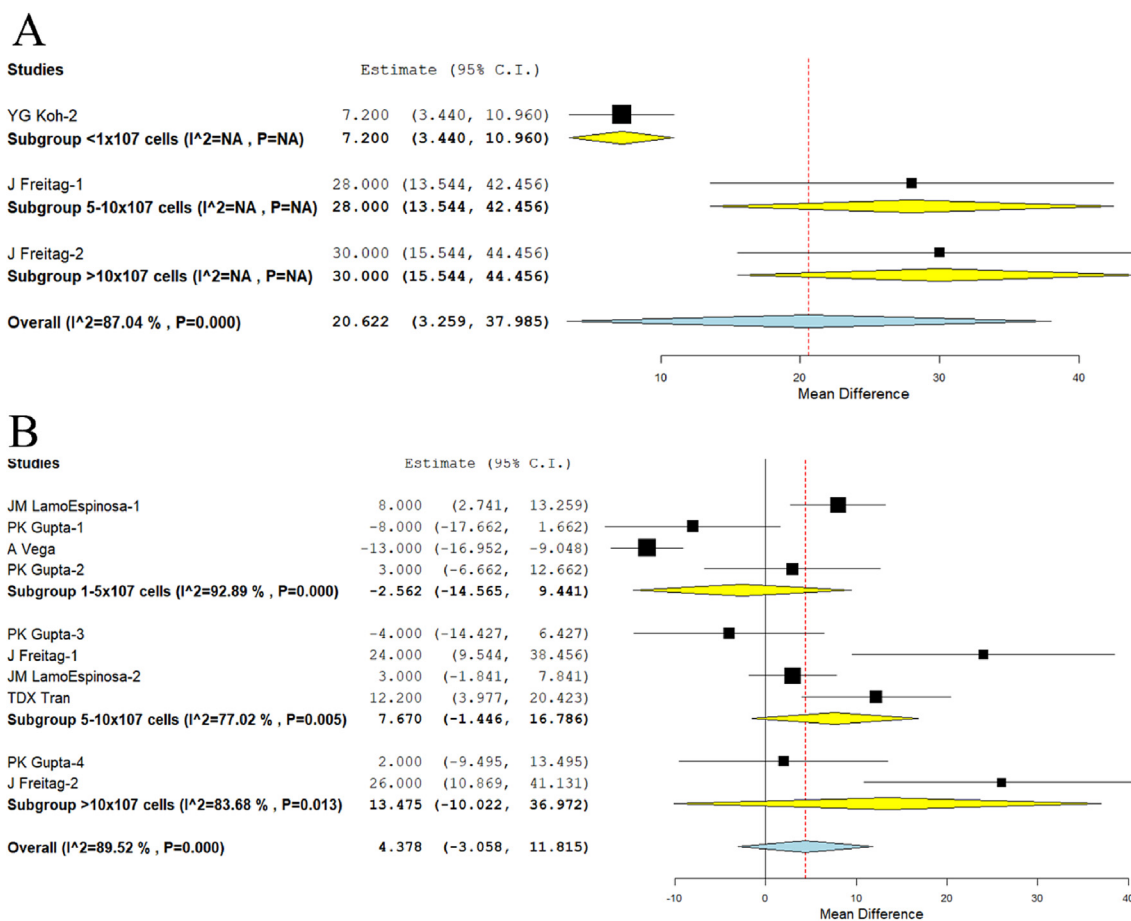 A
Studies Estimate (95% C.I.)
YG Koh-2 7.200 (3.440, 10.960)
Subgroup <1x107 cells (I^2=NA , P=NA) 7.200 (3.440, 10.960)
J Freitag-1 28.000 (13.544, 42.456)
Subgroup 5-10x107 cells (I^2=NA , P=NA) 28.000 (13.544, 42.456)
J Freitag-2 30.000 (15.544, 44.456)
Subgroup >10x107 cells (I^2=NA , P=NA) 30.000 (15.544, 44.456)
Overall (I^2=87.04 % , P=0.000) 20.622 (3.259, 37.985)
10 20 30 40
Mean Difference
B
Studies Estimate (95% C.I.)
JM LamoEspinosa-1 8.000 (2.741, 13.259)
PK Gupta-1 -8.000 (-17.662, 1.662)
A Vega -13.000 (-16.952, -9.048)
PK Gupta-2 3.000 (-6.662, 12.662)
Subgroup 1-5x107 cells (I^2=92.89 % , P=0.000) -2.562 (-14.565, 9.441)
PK Gupta-3 -4.000 (-14.427, 6.427)
J Freitag-1 24.000 (9.544, 38.456)
JM LamoEspinosa-2 3.000 (-1.841, 7.841)
TDX Tran 12.200 (3.977, 20.423)
Subgroup 5-10x107 cells (I^2=77.02 % , P=0.005) 7.670 (-1.446, 16.786)
PK Gupta-4 2.000 (-9.495, 13.495)
J Freitag-2 26.000 (10.869, 41.131)
Subgroup >10x107 cells (I^2=83.68 % , P=0.013) 13.475 (-10.022, 36.972)
Overall (I^2=89.52 % , P=0.000) 4.378 (-3.058, 11.815)
-10 0 10 20 30 40
Mean Difference